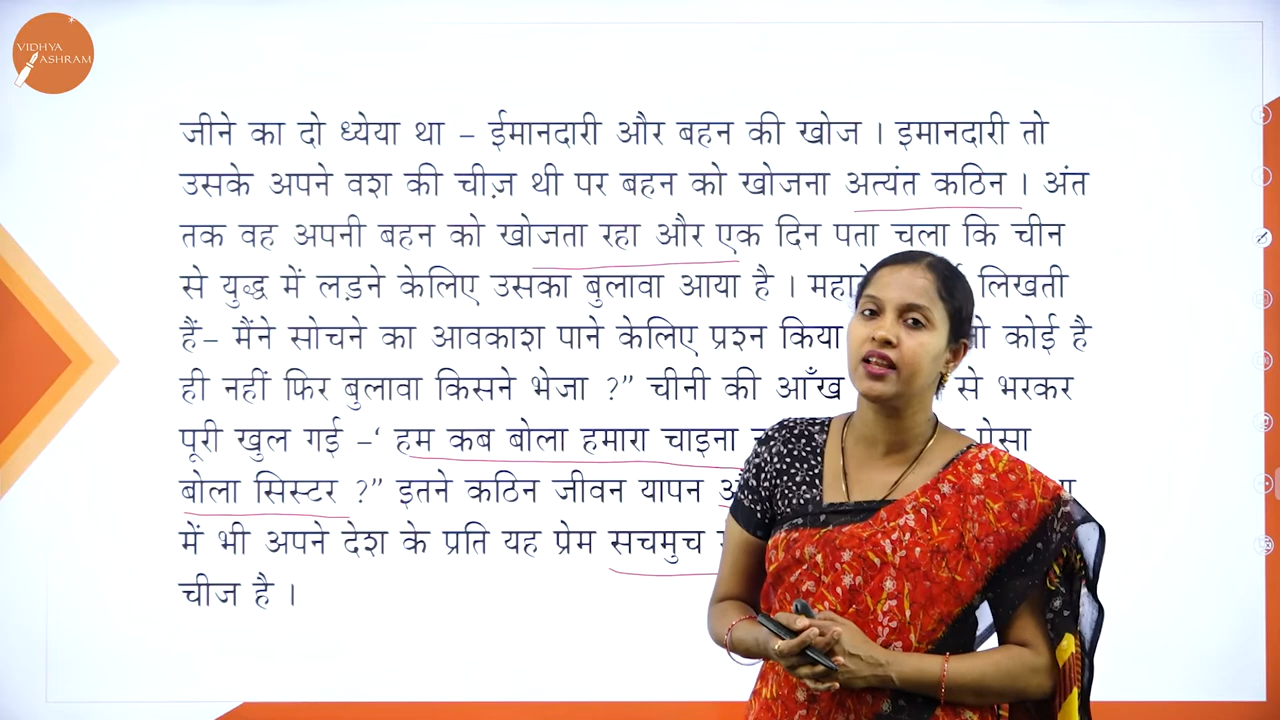 VIDHYA
ASHRAM
जीने का दो ध्येया था – ईमानदारी और बहन की खोज । इमानदारी तो
उसके अपने वश की चीज़ थी पर बहन को खोजना अत्यंत कठिन । अंत
तक वह अपनी बहन को खोजता रहा और एक दिन पता चला कि चीन
से युद्ध में लड़ने केलिए उसका बुलावा आया है । लिखती
हैं– मैंने सोचने का आवकाश पाने केलिए प्रश्न किया कोई है
ही नहीं फिर बुलावा किसने भेजा ?” चीनी की आँख से भरकर
पूरी खुल गई –‘ हम कब बोला हमारा चाइना
बोला सिस्टर ?” इतने कठिन जीवन यापन
में भी अपने देश के प्रति यह प्रेम सचमुच
चीज है ।